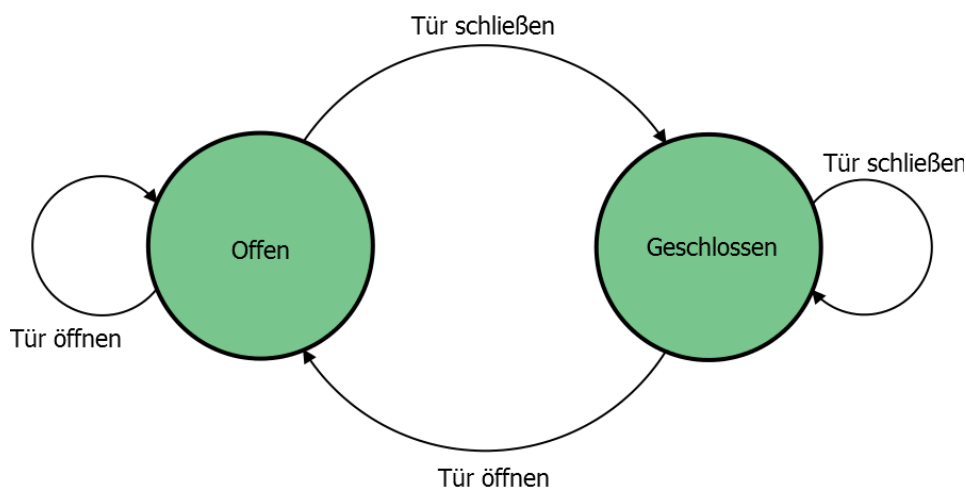 Tür schließen
Tür schließen
Offen
Geschlossen
Tür öffnen
Tür öffnen